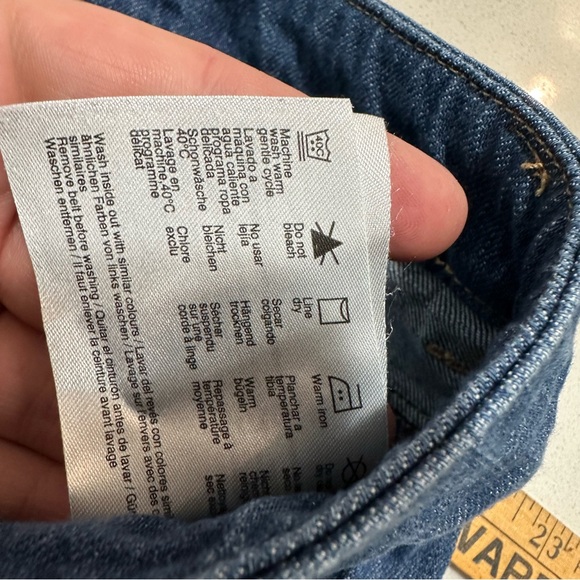 40C
Machine
wash warm
gentle cycle
Lavado a
máquina con
agua caliente
programa ropa
delicada
Schonwäsche
40°C
Lavage en
machine,40°C
programme
délicat
Do not
bleach
No usar
lejía
Nicht
bleichen
Chlore
exclu
Line
dry
Secar
colgando
Hängend
trocknen
Sécher
suspendu
sur une
corde à linge
Warm iron
Planchar a
temperatura
tibia
Warm
bügeln
Repassage à
température
moyenne
Wash inside out with similar colours / Lavar del revés con colores
ähnlichen Farben von links waschen / Lavage sur l'envers avec des
similaires
Remove belt before washing / Quitar el cinturón antes de lavar /
Waschen entfernen / Il faut enlever la ceinture avant lavage
23